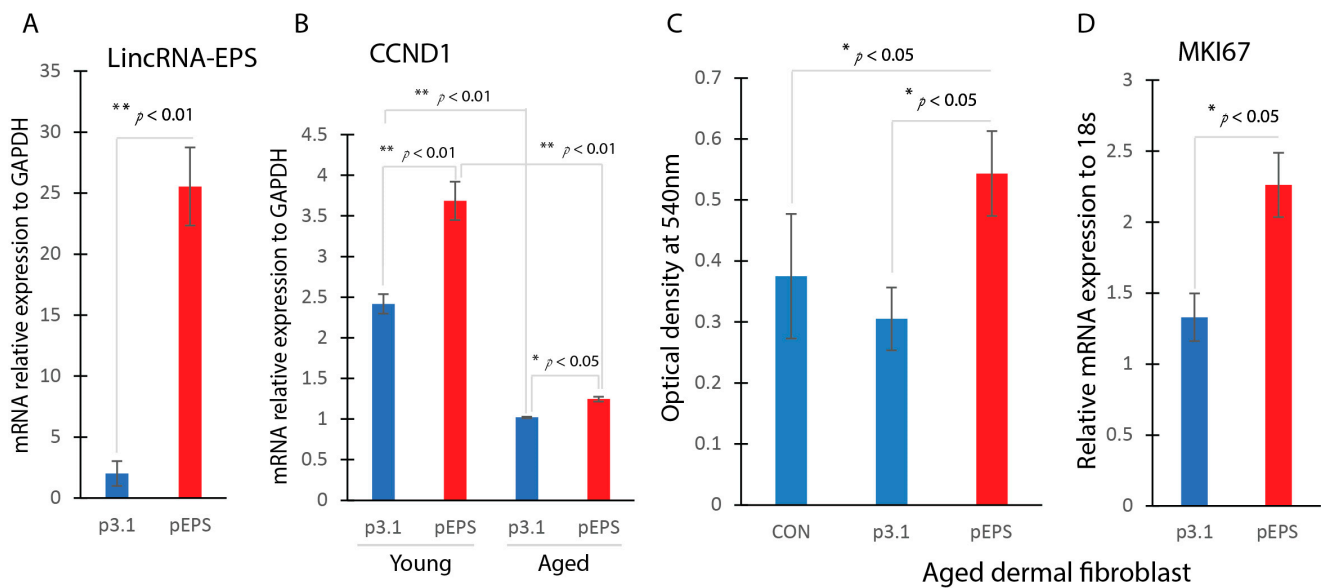 A
LincRNA-EPS
mRNA relative expression to GAPDH
35
30
25
20
15
10
5
0
** p < 0.01
p3.1
pEPS
B
CCND1
mRNA relative expression to GAPDH
4.5
4
3.5
3
2.5
2
1.5
1
0.5
0
** p < 0.01
** p < 0.01
** p < 0.01
* p < 0.05
p3.1
pEPS
p3.1
pEPS
Young
Aged
C
Optical density at 540nm
0.7
0.6
0.5
0.4
0.3
0.2
0.1
0
* p < 0.05
* p < 0.05
CON
p3.1
pEPS
D
MKI67
Relative mRNA expression to 18s
3
2.5
2
1.5
1
0.5
0
* p < 0.05
p3.1
pEPS
Aged dermal fibroblast